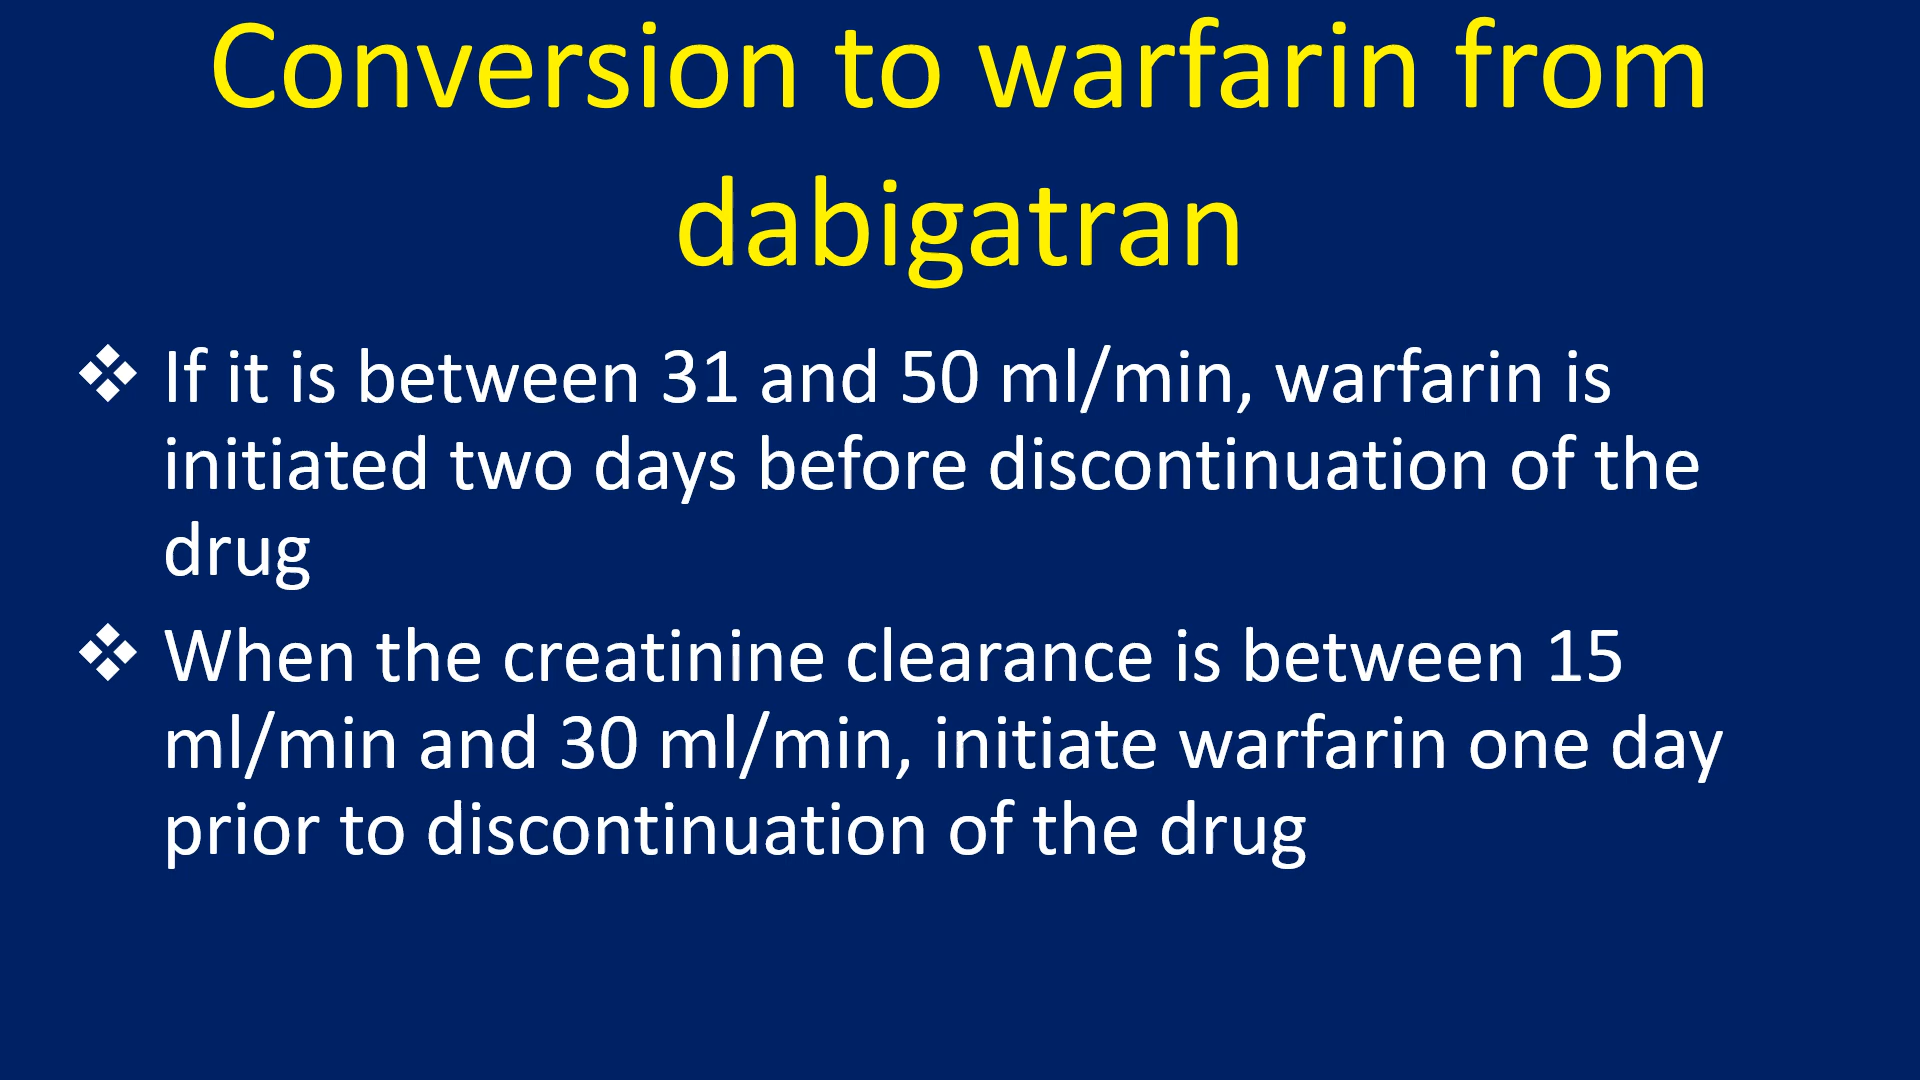 Conversion to warfarin from
dabigatran
❖ If it is between 31 and 50 ml/min, warfarin is
initiated two days before discontinuation of the
drug
❖ When the creatinine clearance is between 15
ml/min and 30 ml/min, initiate warfarin one day
prior to discontinuation of the drug